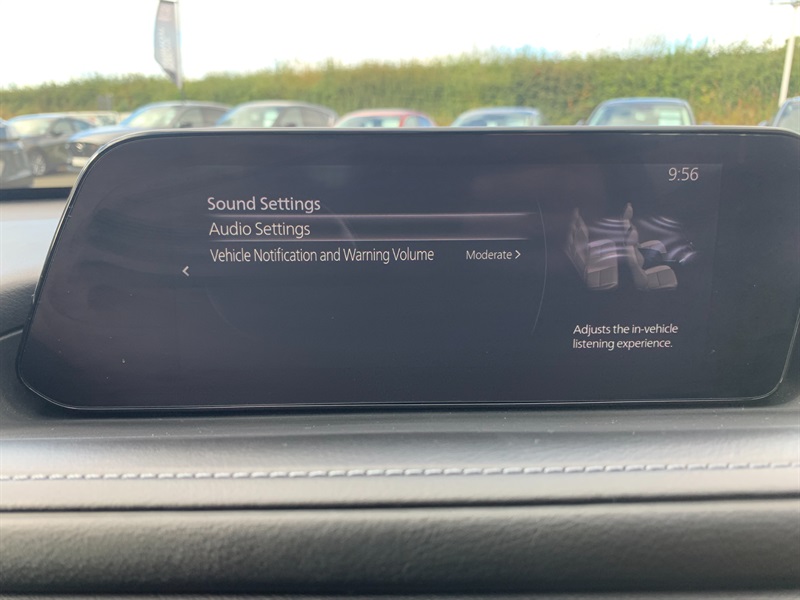 9:56
Sound Settings
Audio Settings
Vehicle Notification and Warning Volume Moderate >
<
Adjusts the in-vehicle
listening experience.